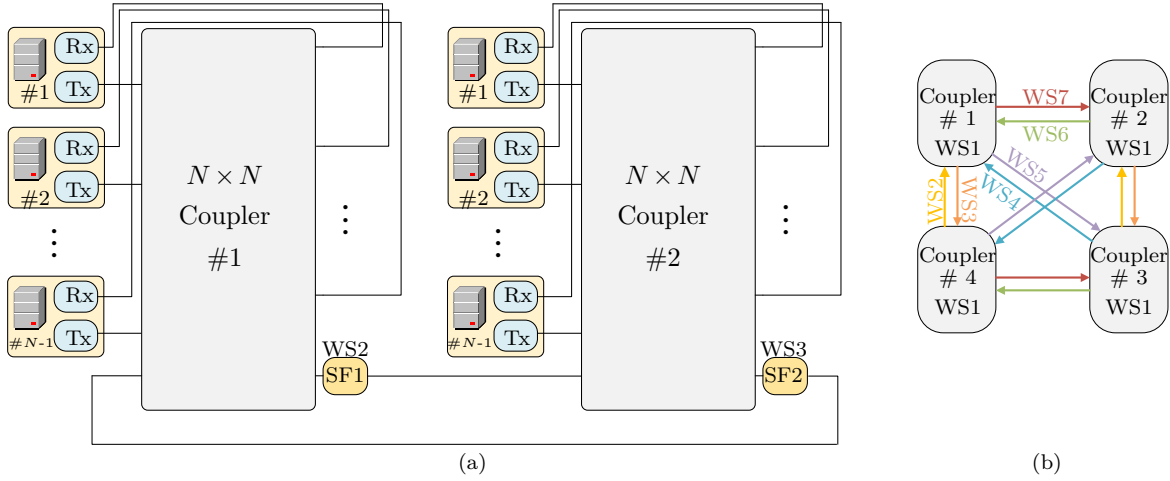 Rx
Tx
#1
Rx
Tx
#2
⋮
Rx
Tx
#N-1
N × N
Coupler
#1
⋮
WS2
SF1
Rx
Tx
#1
Rx
Tx
#2
⋮
Rx
Tx
#N-1
N × N
Coupler
#2
⋮
WS3
SF2
(a)
Coupler
# 1
WS1
WS7
WS6
Coupler
# 2
WS1
WS5
WS4
WS2
WS3
Coupler
# 4
WS1
Coupler
# 3
WS1
(b)